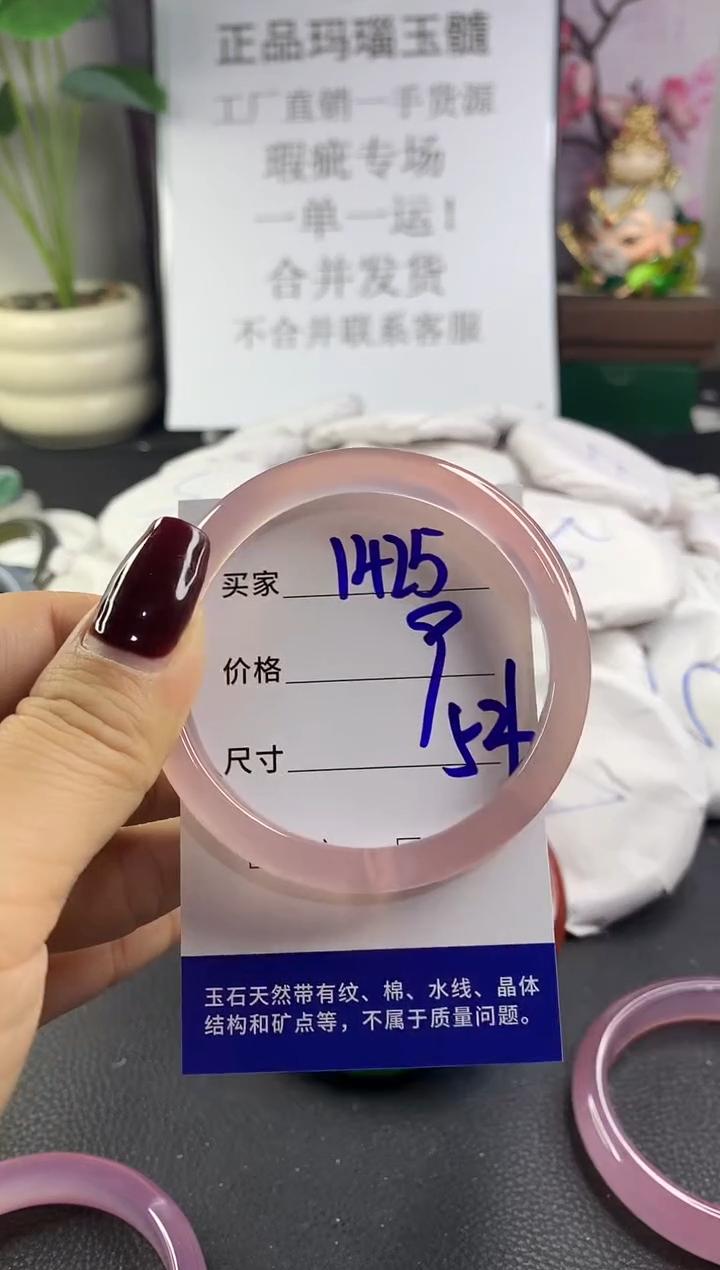 正品玛瑙玉髓
工厂直销一手货源
瑕疵专场
一单一运!
合并发货
不合并联系客服
买家 1425
价格
尺寸 54
玉石天然带有纹、棉、水线、晶体
结构和矿点等，不属于质量问题。